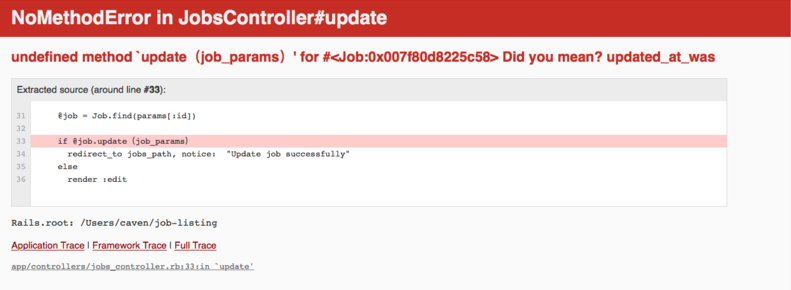 NoMethodError in JobsController#update
undefined method `update（job_params）' for #<Job:0x007f80d8225c58> Did you mean? updated_at_was
Extracted source (around line #33):
31 @job = Job.find(params[:id])
32
33 if @job.update（job_params）
34 redirect_to jobs_path, notice: "Update job successfully"
35 else
36 render :edit
Rails.root: /Users/caven/job-listing
Application Trace | Framework Trace | Full Trace
app/controllers/jobs_controller.rb:33:in `update'